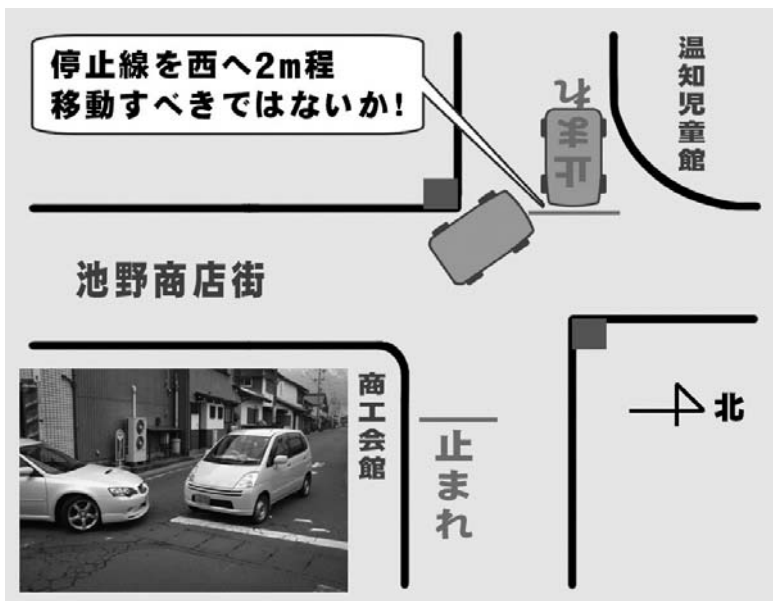 停止線を西へ2m程
移動すべきではないか!
止まれ
温知児童館
池野商店街
商工会館
止まれ
北